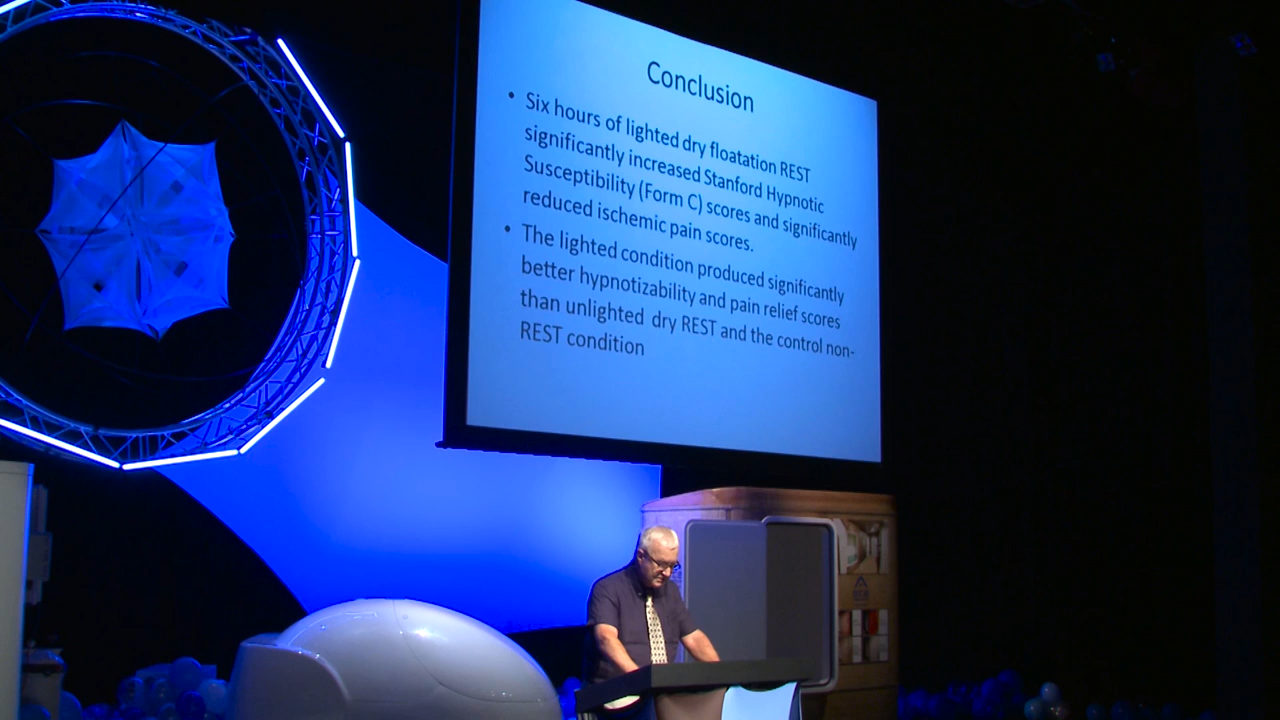 Conclusion
• Six hours of lighted dry floatation REST
significantly increased Stanford Hypnotic
Susceptibility (Form C) scores and significantly
reduced ischemic pain scores.
• The lighted condition produced significantly
better hypnotizability and pain relief scores
than unlighted dry REST and the control non-
REST condition